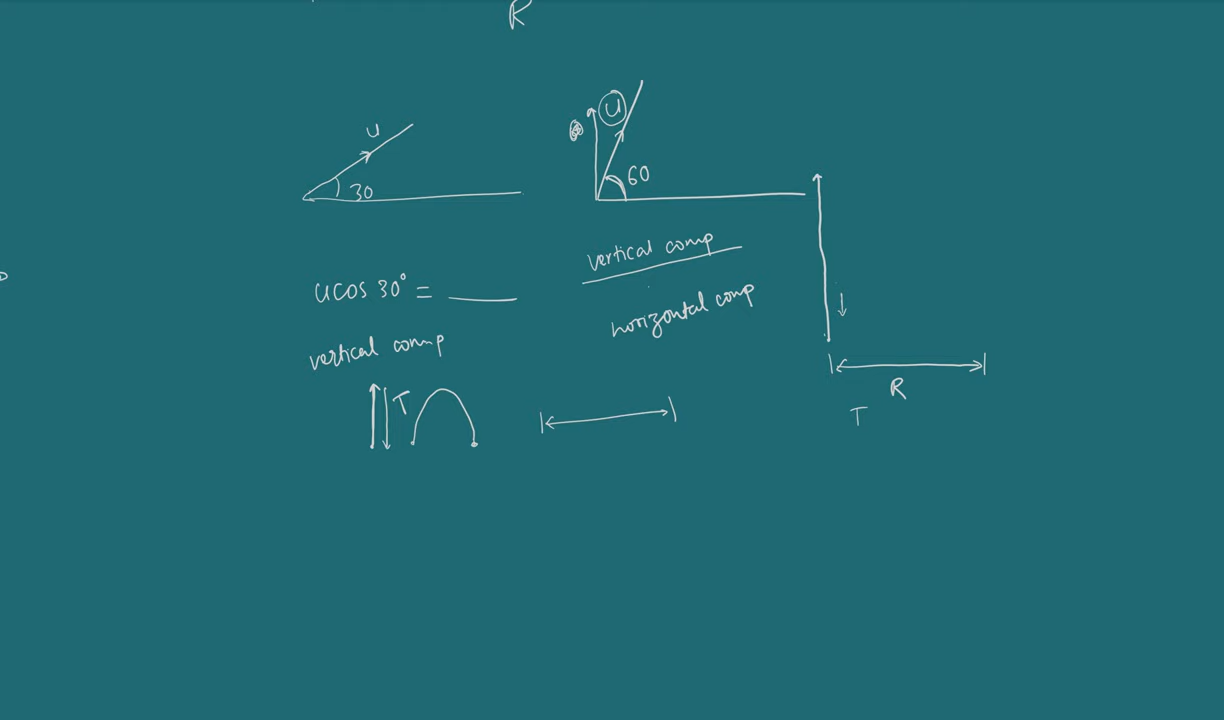 R
u
u
30
60
vertical comp
ucos 30° =
horizontal comp
vertical comp
T
R
T